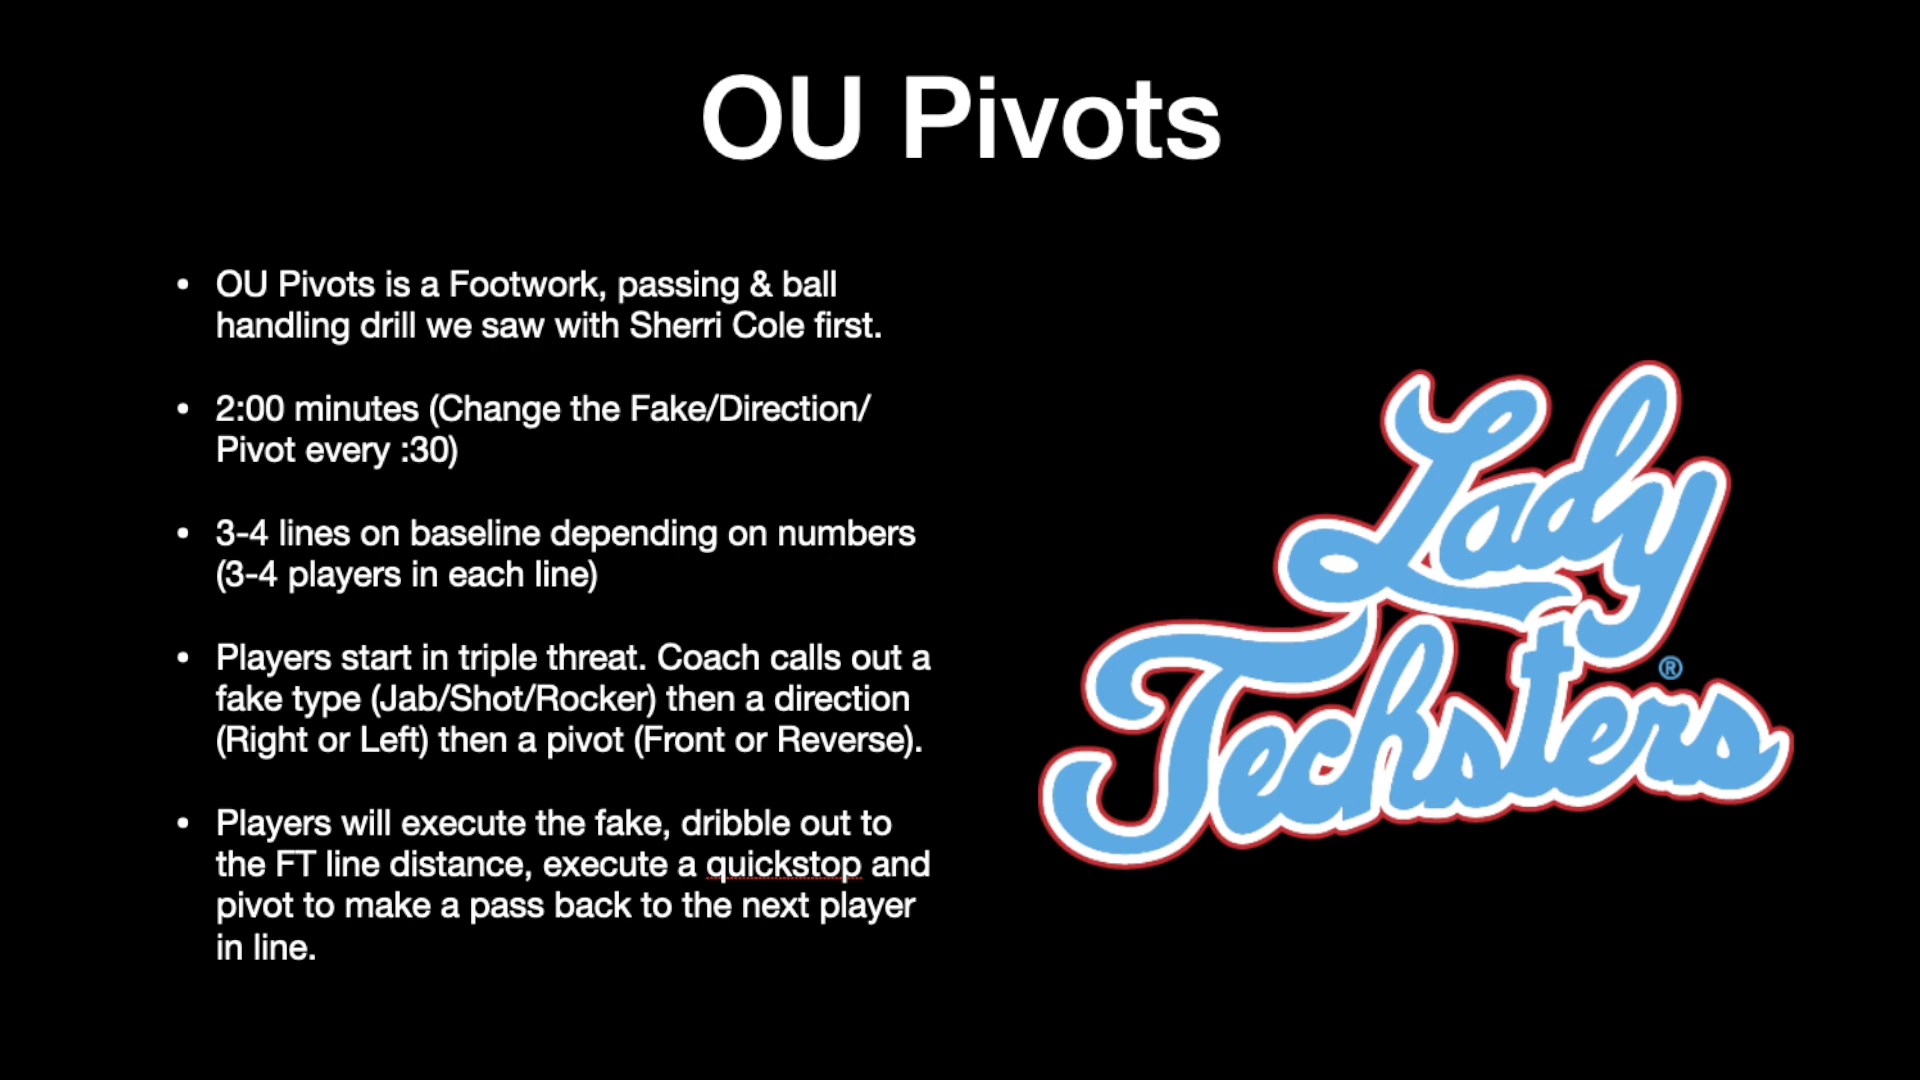 OU Pivots
• OU Pivots is a Footwork, passing & ball
handling drill we saw with Sherri Cole first.
• 2:00 minutes (Change the Fake/Direction/
Pivot every :30)
• 3-4 lines on baseline depending on numbers
(3-4 players in each line)
• Players start in triple threat. Coach calls out a
fake type (Jab/Shot/Rocker) then a direction
(Right or Left) then a pivot (Front or Reverse).
• Players will execute the fake, dribble out to
the FT line distance, execute a quickstop and
pivot to make a pass back to the next player
in line.
Lady
Techsters
®